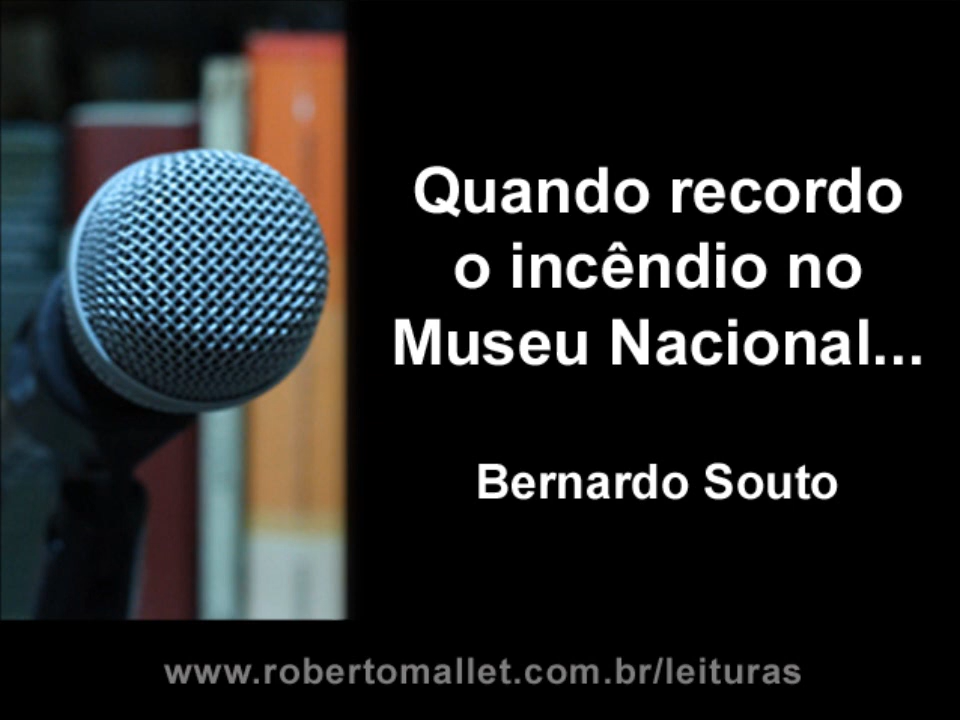 Quando recordo
o incêndio no
Museu Nacional...
Bernardo Souto
www.robertomallet.com.br/leituras